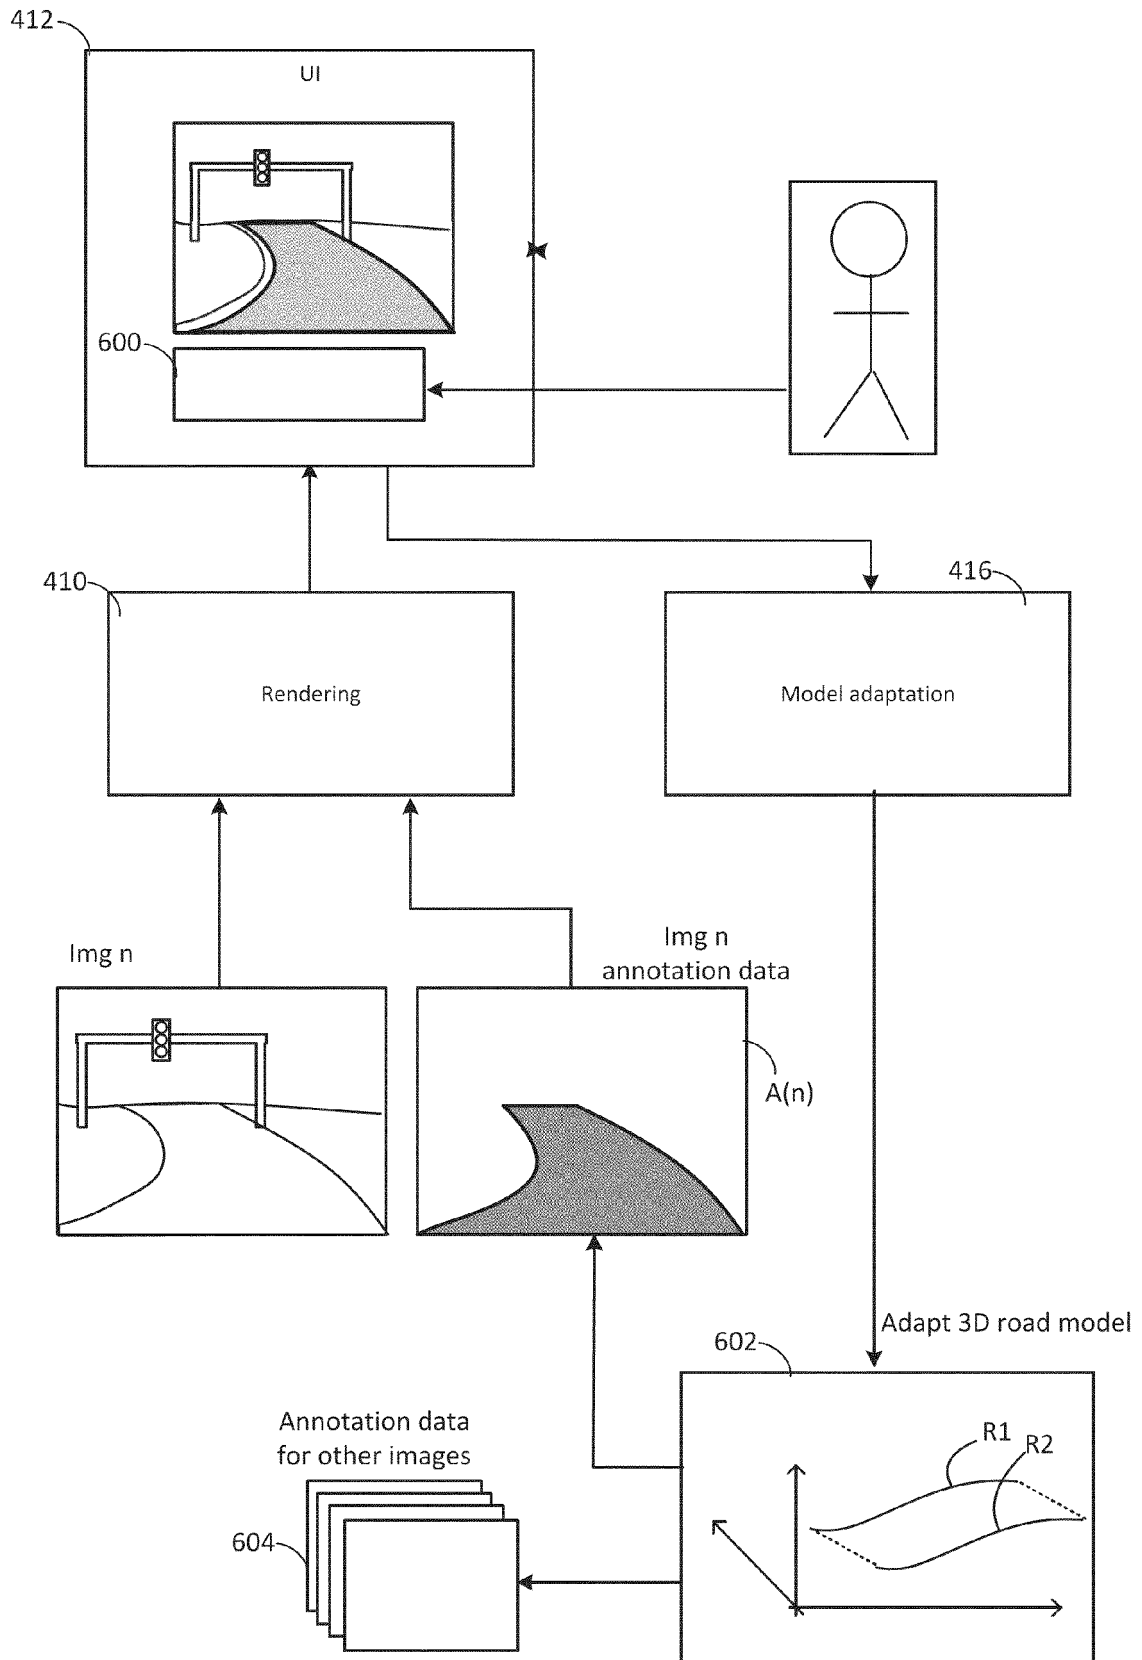 412
UI
600
410
416
Rendering
Model adaptation
Img n
Img n
annotation data
A(n)
Adapt 3D road model
602
Annotation data
for other images
R1
R2
604